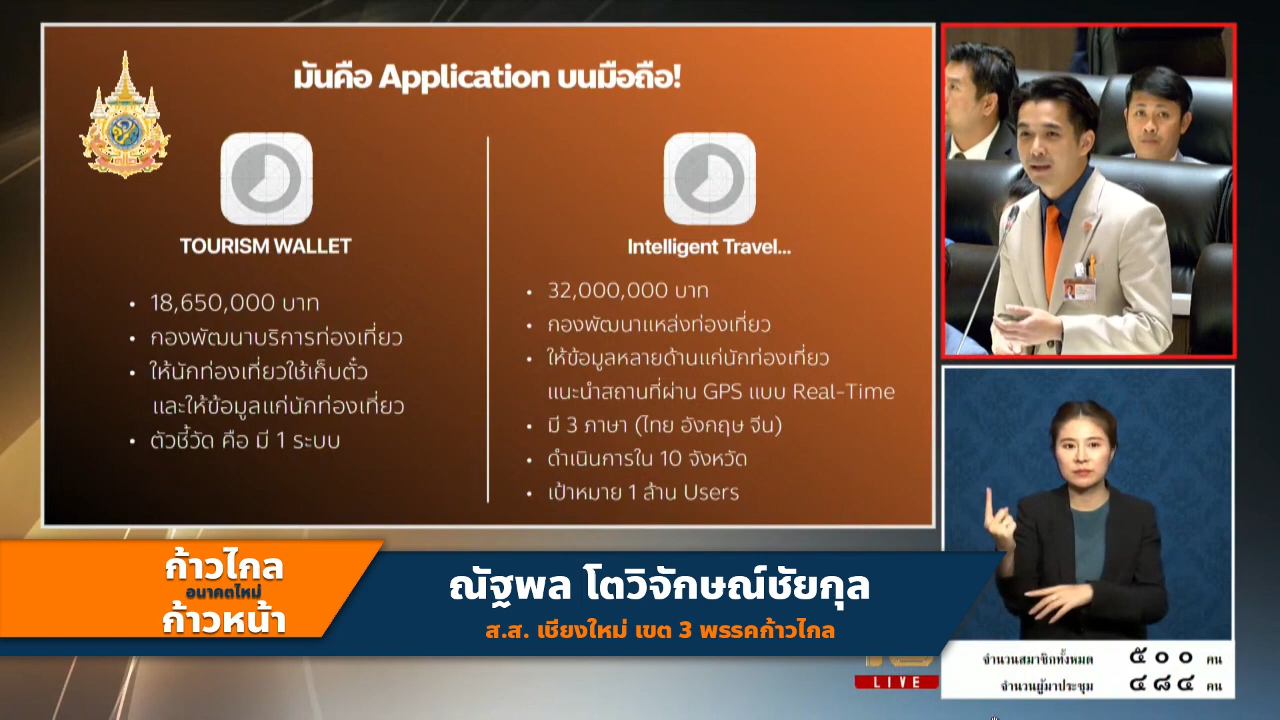 มันคือ Application บนมือถือ!
TOURISM WALLET
• 18,650,000 บาท
• กองพัฒนาบริการท่องเที่ยว
• ให้นักท่องเที่ยวใช้เก็บตั๋ว
และให้ข้อมูลแก่นักท่องเที่ยว
• ตัวชี้วัด คือ มี 1 ระบบ
Intelligent Travel...
• 32,000,000 บาท
• กองพัฒนาแหล่งท่องเที่ยว
• ให้ข้อมูลหลายด้านแก่นักท่องเที่ยว
แนะนำสถานที่ผ่าน GPS แบบ Real-Time
• มี 3 ภาษา (ไทย อังกฤษ จีน)
• ดำเนินการใน 10 จังหวัด
• เป้าหมาย 1 ล้าน Users
ก้าวไกล
อนาคตใหม่
ก้าวหน้า
ณัฐพล โตวิจักษณ์ชัยกุล
ส.ส. เชียงใหม่ เขต 3 พรรคก้าวไกล
LIVE
จำนวนสมาชิกทั้งหมด ๕๐๐ คน
จำนวนผู้มาประชุม ๔๘๔ คน